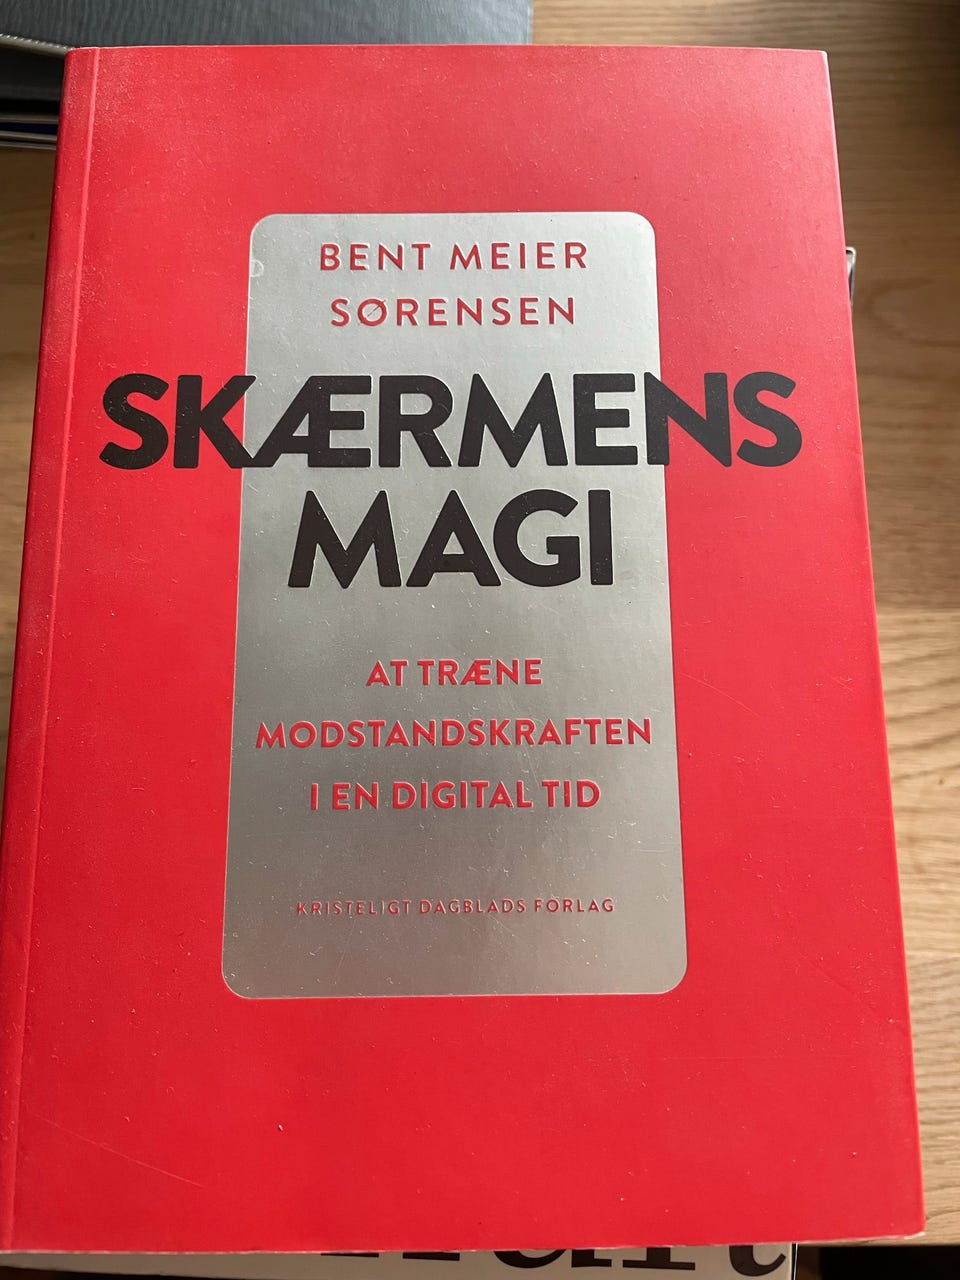 BENT MEIER
SØRENSEN
SKÆRMENS
MAGI
AT TRÆNE
MODSTANDSKRAFTEN
I EN DIGITAL TID
KRISTELIGT DAGBLADS FORLAG